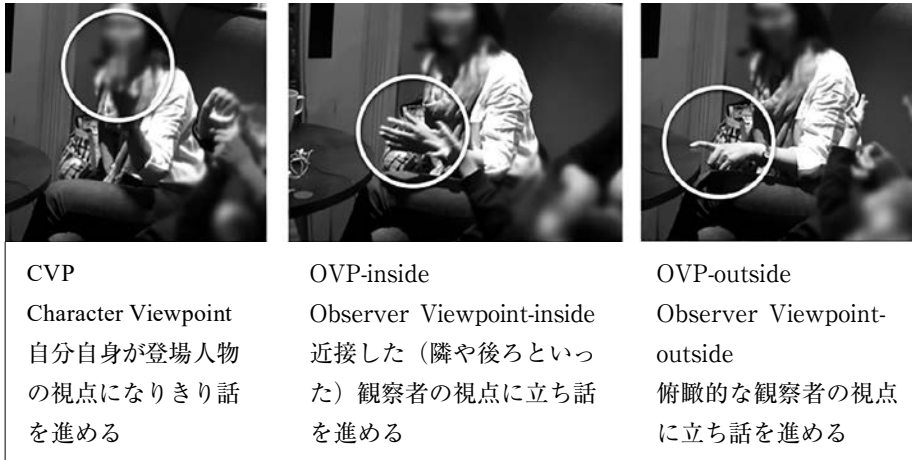 CVP
Character Viewpoint
自分自身が登場人物
の視点になりきり話
を進める
OVP-inside
Observer Viewpoint-inside
近接した（隣や後ろといっ
た）観察者の視点に立ち話
を進める
OVP-outside
Observer Viewpoint-
outside
俯瞰的な観察者の視点
に立ち話を進める